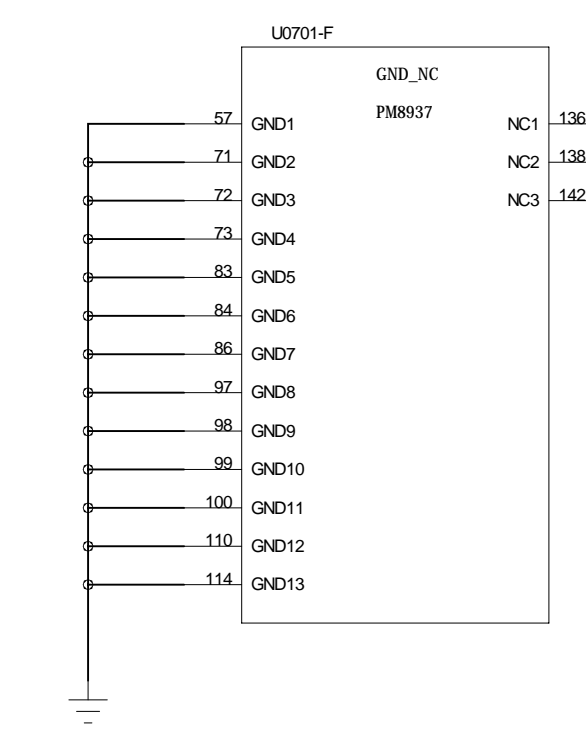 U0701-F
GND_NC
PM8937
57 GND1 NC1 136
71 GND2 NC2 138
72 GND3 NC3 142
73 GND4
83 GND5
84 GND6
86 GND7
97 GND8
98 GND9
99 GND10
100 GND11
110 GND12
114 GND13